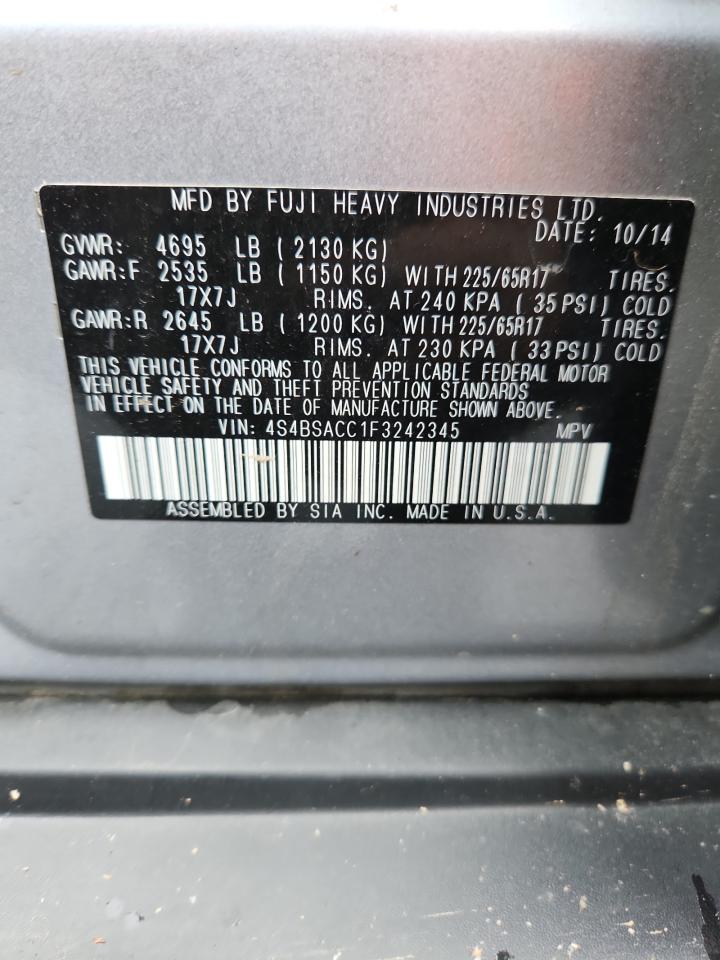 MFD BY FUJI HEAVY INDUSTRIES LTD.
DATE: 10/14
GVWR: 4695 LB ( 2130 KG)
GAWR:F 2535 LB ( 1150 KG) WITH 225/65R17 TIRES.
17X7J RIMS. AT 240 KPA ( 35 PSI) COLD
GAWR:R 2645 LB ( 1200 KG) WITH 225/65R17 TIRES.
17X7J RIMS. AT 230 KPA ( 33 PSI) COLD
THIS VEHICLE CONFORMS TO ALL APPLICABLE FEDERAL MOTOR
VEHICLE SAFETY AND THEFT PREVENTION STANDARDS
IN EFFECT ON THE DATE OF MANUFACTURE SHOWN ABOVE.
VIN: 4S4BSACC1F3242345 MPV
ASSEMBLED BY SIA INC. MADE IN U.S.A.